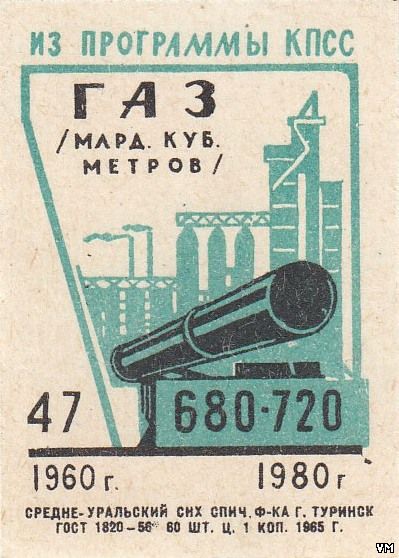 ИЗ ПРОГРАММЫ КПСС
ГАЗ
/МЛРД. КУБ.
МЕТРОВ/
47 680-720
1960 г. 1980 г
СРЕДНЕ-УРАЛЬСКИЙ СНХ СПИЧ. Ф-КА Г. ТУРИНСК
ГОСТ 1820-56 60 ШТ. Ц. 1 КОП. 1965 Г.
VM